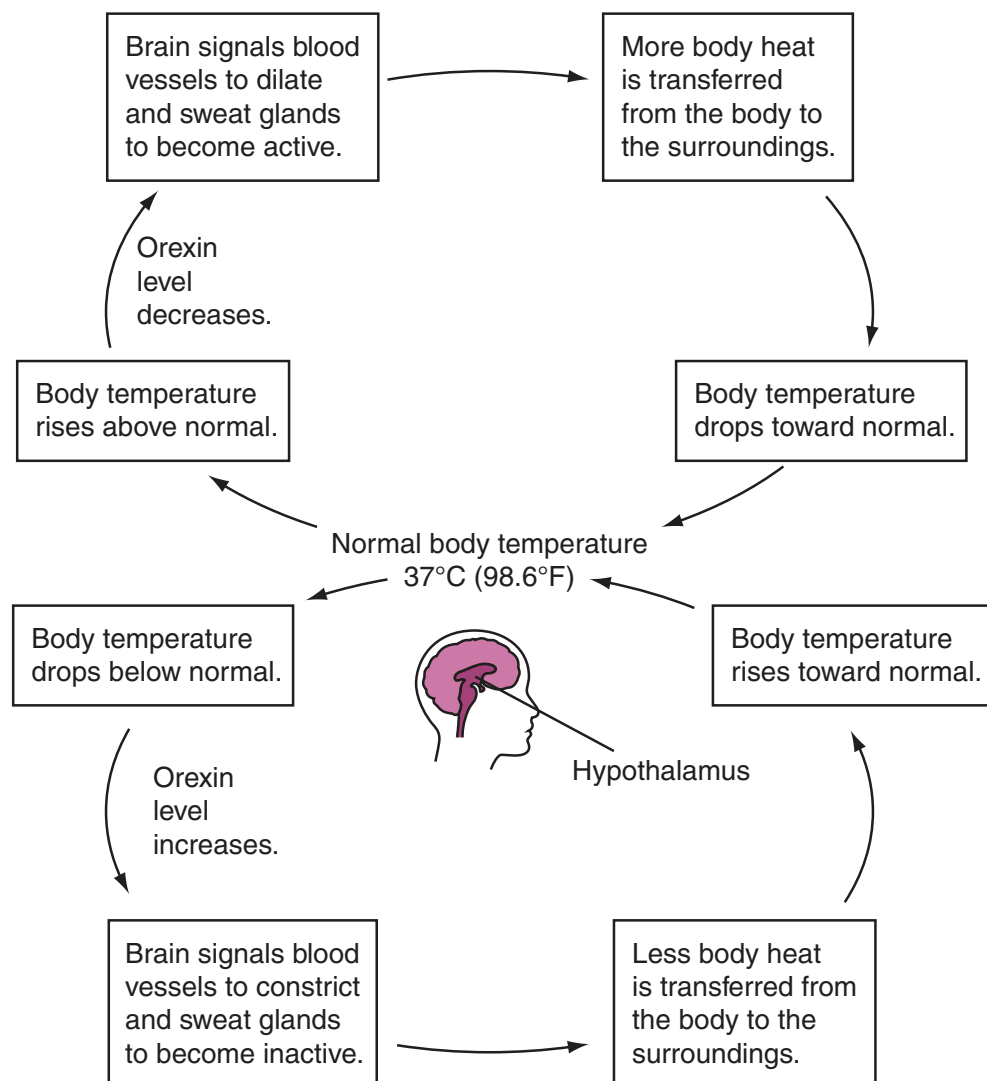 Brain signals blood
vessels to dilate
and sweat glands
to become active.
More body heat
is transferred
from the body to
the surroundings.
Orexin
level
decreases.
Body temperature
rises above normal.
Body temperature
drops toward normal.
Normal body temperature
37°C (98.6°F)
Body temperature
drops below normal.
Body temperature
rises toward normal.
Hypothalamus
Orexin
level
increases.
Brain signals blood
vessels to constrict
and sweat glands
to become inactive.
Less body heat
is transferred from
the body to the
surroundings.